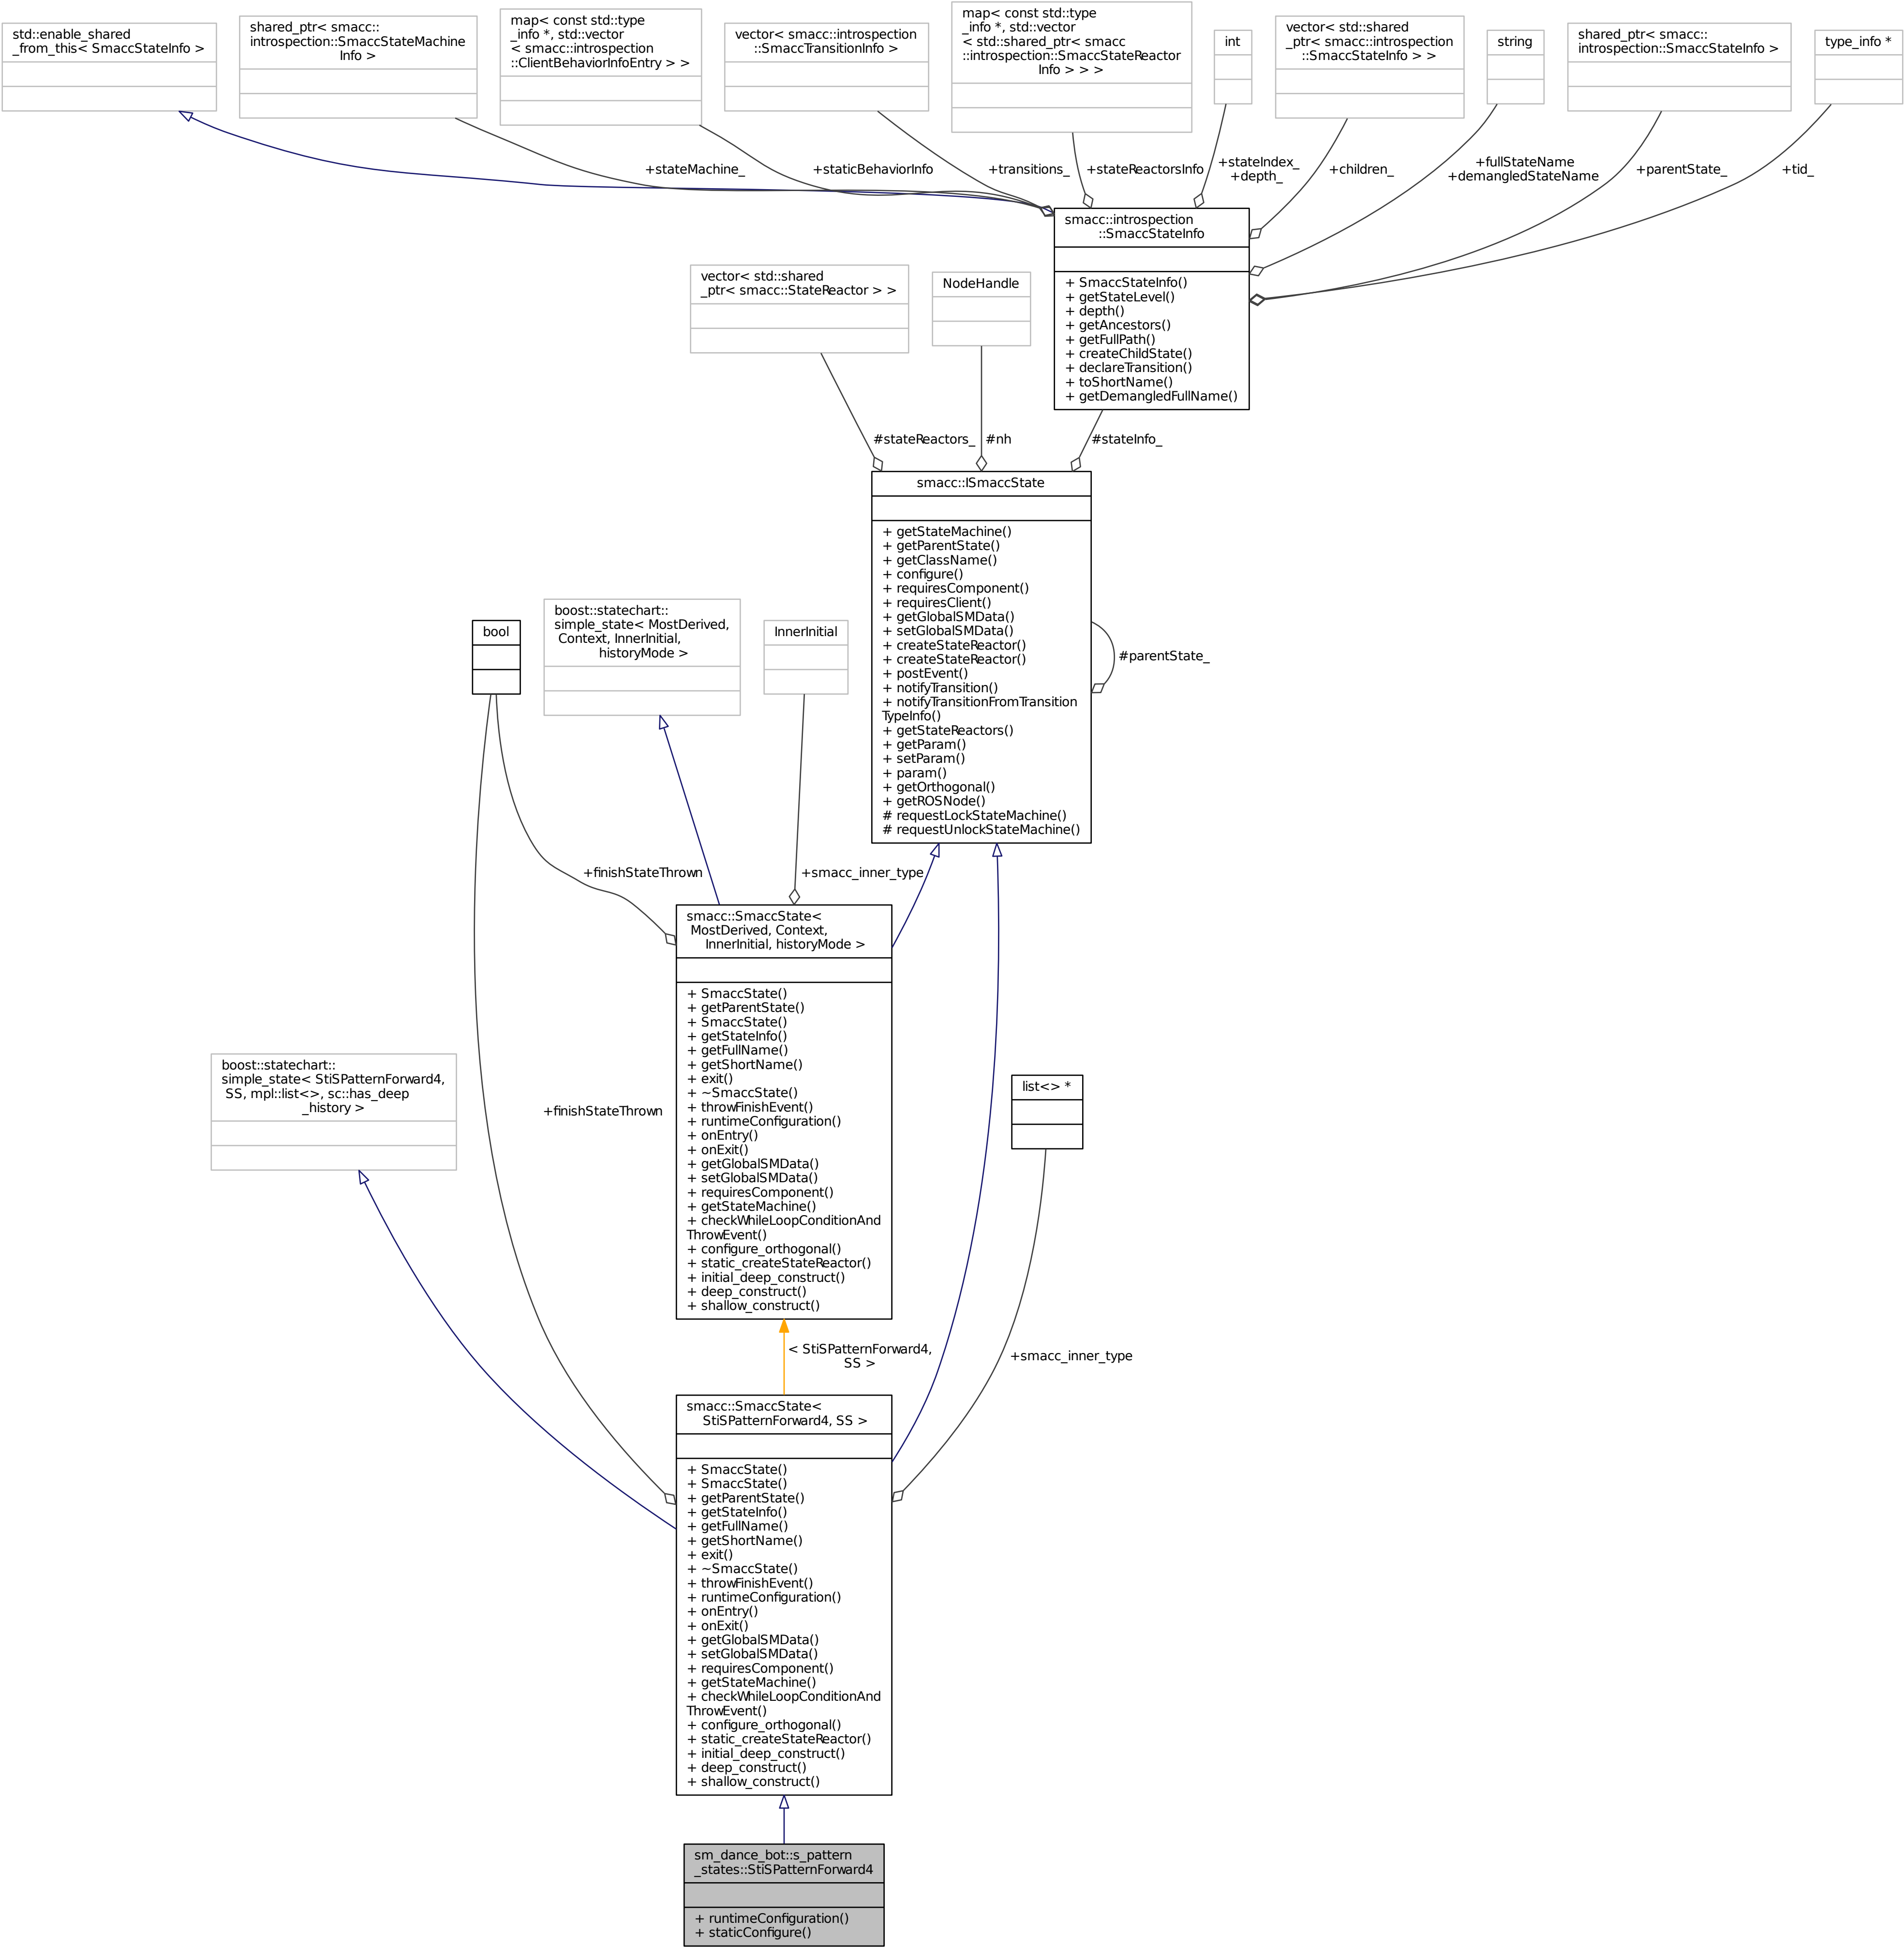 std::enable_shared
_from_this< SmaccStateInfo >
shared_ptr< smacc::
introspection::SmaccStateMachine
Info >
map< const std::type
_info *, std::vector
< smacc::introspection
::ClientBehaviorInfoEntry > >
vector< smacc::introspection
::SmaccTransitionInfo >
map< const std::type
_info *, std::vector
< std::shared_ptr< smacc
::introspection::SmaccStateReactor
Info > > >
int
vector< std::shared
_ptr< smacc::introspection
::SmaccStateInfo > >
string
shared_ptr< smacc::
introspection::SmaccStateInfo >
type_info *
+stateMachine_
+staticBehaviorInfo
+transitions_
+stateReactorsInfo
+stateIndex_
+depth_
+children_
+fullStateName
+demangledStateName
+parentState_
+tid_
smacc::introspection
::SmaccStateInfo
+ SmaccStateInfo()
+ getStateLevel()
+ depth()
+ getAncestors()
+ getFullPath()
+ createChildState()
+ declareTransition()
+ toShortName()
+ getDemangledFullName()
vector< std::shared
_ptr< smacc::StateReactor > >
NodeHandle
#stateReactors_
#nh
#stateInfo_
smacc::ISmaccState
+ getStateMachine()
+ getParentState()
+ getClassName()
+ configure()
+ requiresComponent()
+ requiresClient()
+ getGlobalSMData()
+ setGlobalSMData()
+ createStateReactor()
+ createStateReactor()
+ postEvent()
+ notifyTransition()
+ notifyTransitionFromTransition
TypeInfo()
+ getStateReactors()
+ getParam()
+ setParam()
+ param()
+ getOrthogonal()
+ getROSNode()
# requestLockStateMachine()
# requestUnlockStateMachine()
#parentState_
bool
boost::statechart::
simple_state< MostDerived,
Context, InnerInitial,
historyMode >
InnerInitial
+finishStateThrown
+smacc_inner_type
smacc::SmaccState<
MostDerived, Context,
InnerInitial, historyMode >
+ SmaccState()
+ getParentState()
+ SmaccState()
+ getStateInfo()
+ getFullName()
+ getShortName()
+ exit()
+ ~SmaccState()
+ throwFinishEvent()
+ runtimeConfiguration()
+ onEntry()
+ onExit()
+ getGlobalSMData()
+ setGlobalSMData()
+ requiresComponent()
+ getStateMachine()
+ checkWhileLoopConditionAnd
ThrowEvent()
+ configure_orthogonal()
+ static_createStateReactor()
+ initial_deep_construct()
+ deep_construct()
+ shallow_construct()
boost::statechart::
simple_state< StiSPatternForward4,
SS, mpl::list<>, sc::has_deep
_history >
+finishStateThrown
list<> *
< StiSPatternForward4,
SS >
+smacc_inner_type
smacc::SmaccState<
StiSPatternForward4, SS >
+ SmaccState()
+ SmaccState()
+ getParentState()
+ getStateInfo()
+ getFullName()
+ getShortName()
+ exit()
+ ~SmaccState()
+ throwFinishEvent()
+ runtimeConfiguration()
+ onEntry()
+ onExit()
+ getGlobalSMData()
+ setGlobalSMData()
+ requiresComponent()
+ getStateMachine()
+ checkWhileLoopConditionAnd
ThrowEvent()
+ configure_orthogonal()
+ static_createStateReactor()
+ initial_deep_construct()
+ deep_construct()
+ shallow_construct()
sm_dance_bot::s_pattern
_states::StiSPatternForward4
+ runtimeConfiguration()
+ staticConfigure()